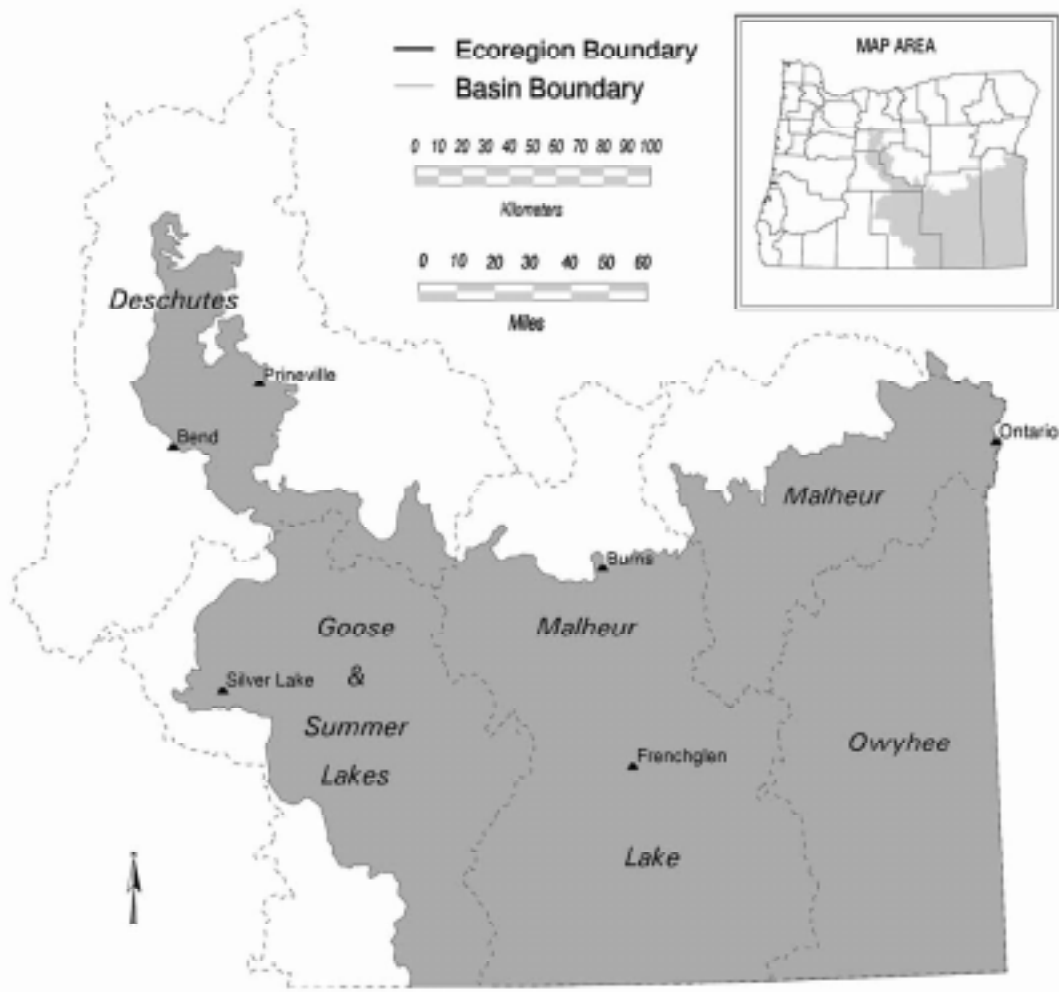 Ecoregion Boundary
Basin Boundary
0 10 20 30 40 50 60 70 80 90 100
Kilometers
0 10 20 30 40 50 60
Miles
MAP AREA
Deschutes
Prineville
Bend
Ontario
Malheur
Burns
Goose
&
Summer
Lakes
Malheur
Lake
Silver Lake
Frenchglen
Owyhee